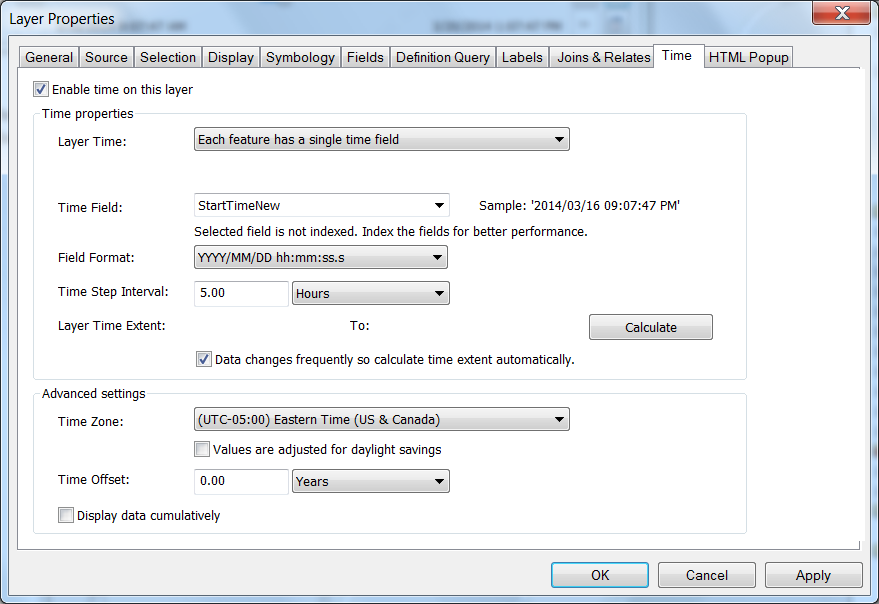 Layer Properties
General Source Selection Display Symbology Fields Definition Query Labels Joins & Relates Time HTML Popup
Enable time on this layer
Time properties
Layer Time: Each feature has a single time field
Time Field: StartTimeNew Sample: '2014/03/16 09:07:47 PM'
Selected field is not indexed. Index the fields for better performance.
Field Format: YYYY/MM/DD hh:mm:ss.s
Time Step Interval: 5.00 Hours
Layer Time Extent: To: Calculate
Data changes frequently so calculate time extent automatically.
Advanced settings
Time Zone: (UTC-05:00) Eastern Time (US & Canada)
Values are adjusted for daylight savings
Time Offset: 0.00 Years
Display data cumulatively
OK Cancel Apply